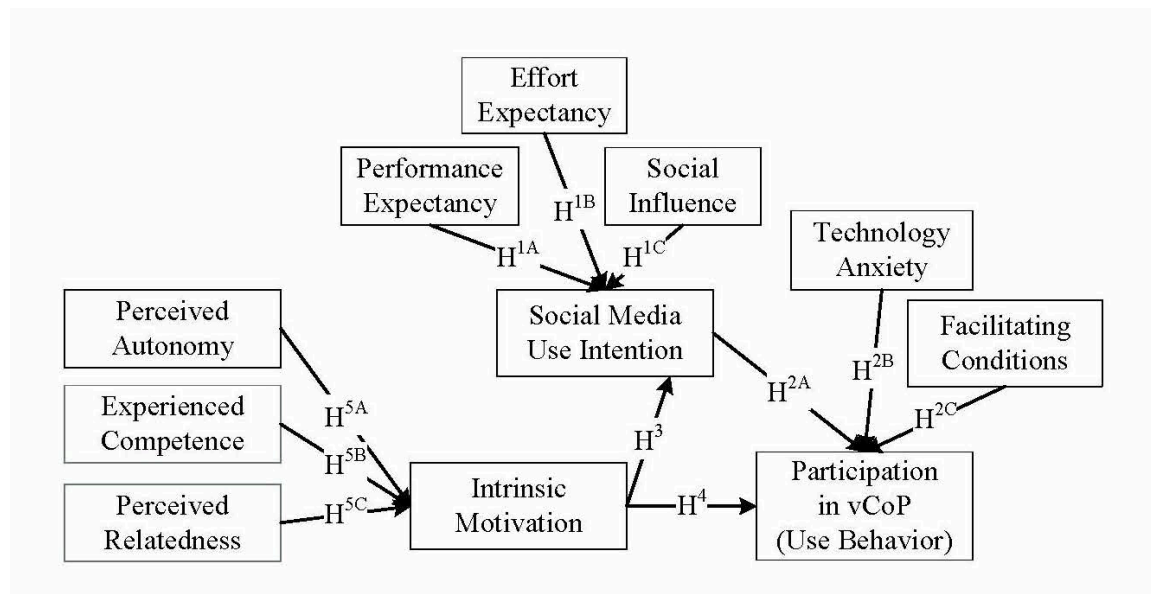 Effort
Expectancy
Performance
Expectancy
Social
Influence
H1B
H1A
H1C
Technology
Anxiety
Social Media
Use Intention
Perceived
Autonomy
Facilitating
Conditions
H2B
H2A
Experienced
Competence
H5A
H2C
H3
H5B
Intrinsic
Motivation
Participation
in vCoP
(Use Behavior)
Perceived
Relatedness
H5C
H4